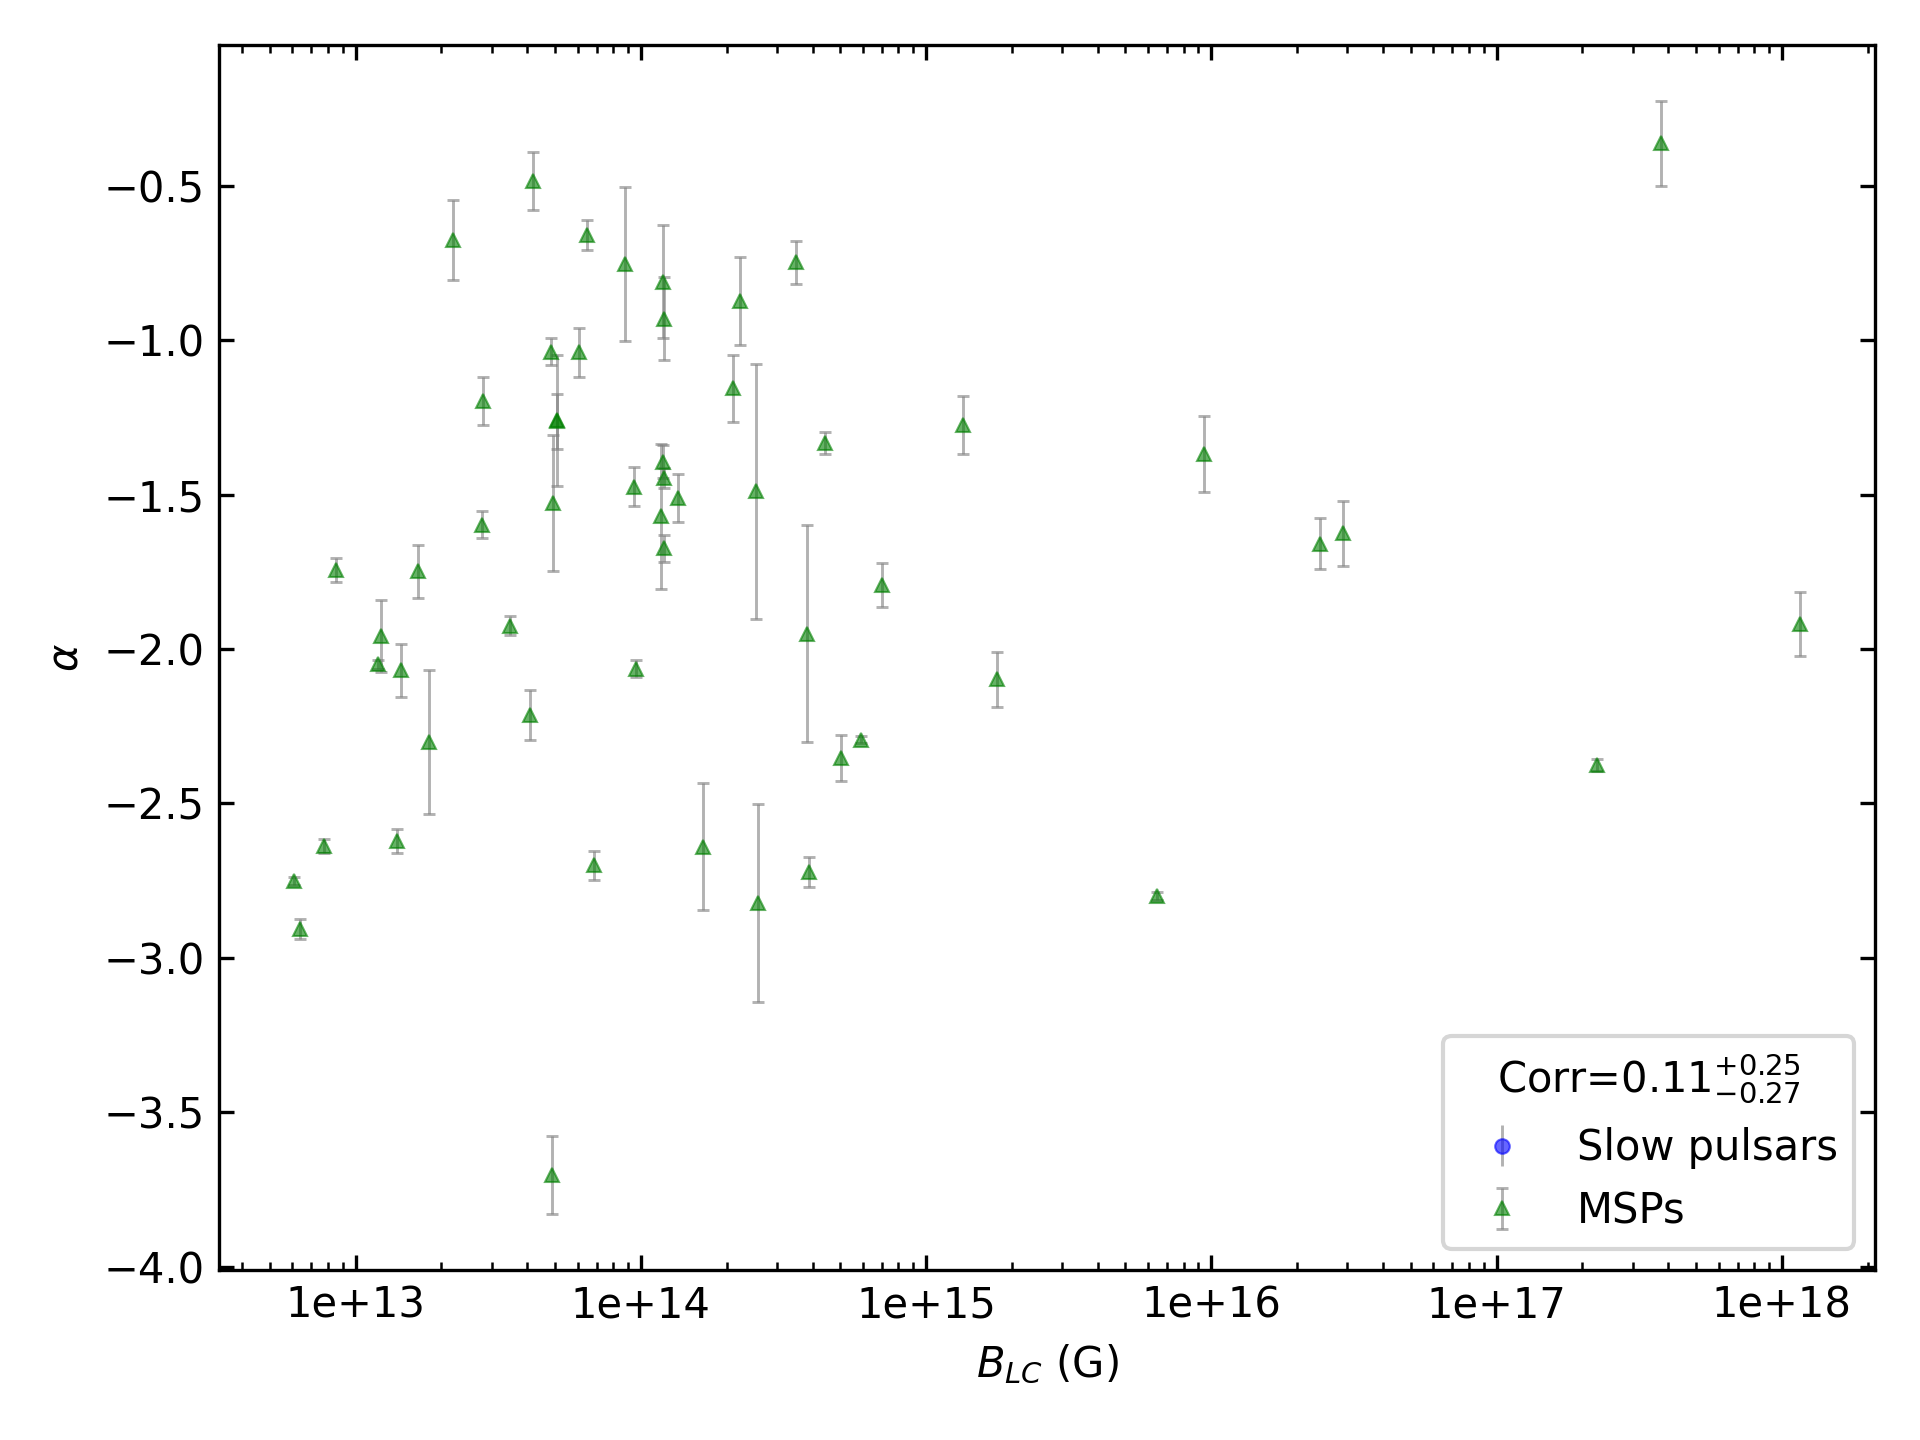 −0.5
−1.0
−1.5
−2.0
−2.5
−3.0
−3.5
−4.0
α
1e+13 1e+14 1e+15 1e+16 1e+17 1e+18
B_{LC} (G)
Corr=0.11^{+0.25}_{−0.27}
Slow pulsars
MSPs